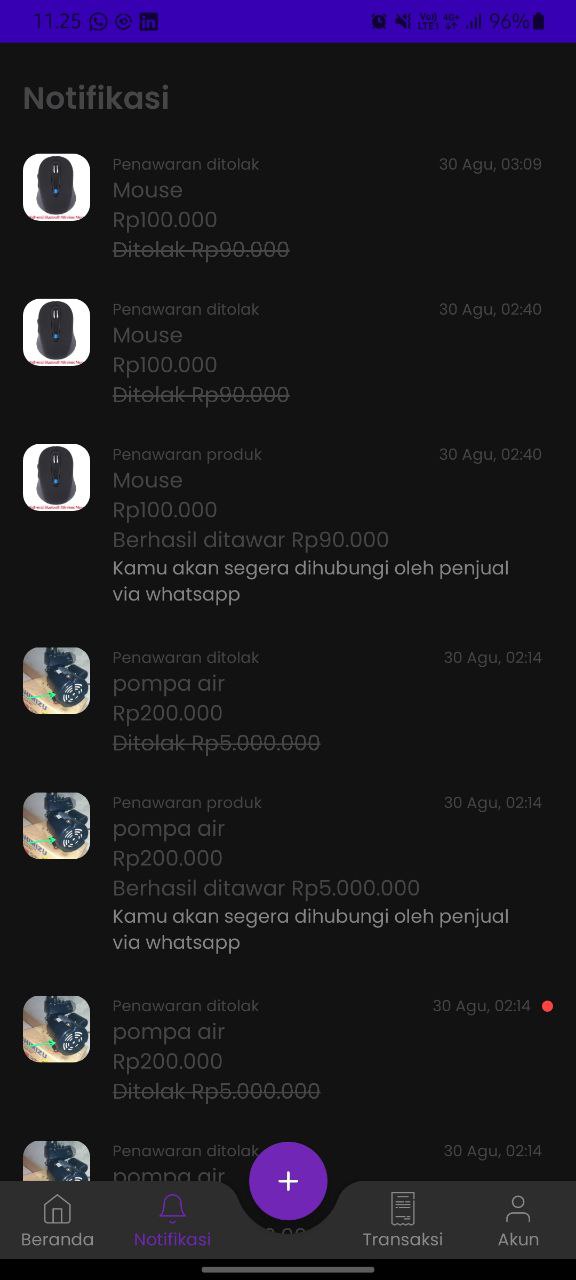 11.25
96%
Notifikasi
Penawaran ditolak 30 Agu, 03:09
Mouse
Rp100.000
Ditolak Rp90.000
Penawaran ditolak 30 Agu, 02:40
Mouse
Rp100.000
Ditolak Rp90.000
Penawaran produk 30 Agu, 02:40
Mouse
Rp100.000
Berhasil ditawar Rp90.000
Kamu akan segera dihubungi oleh penjual
via whatsapp
Penawaran ditolak 30 Agu, 02:14
pompa air
Rp200.000
Ditolak Rp5.000.000
Penawaran produk 30 Agu, 02:14
pompa air
Rp200.000
Berhasil ditawar Rp5.000.000
Kamu akan segera dihubungi oleh penjual
via whatsapp
Penawaran ditolak 30 Agu, 02:14
pompa air
Rp200.000
Ditolak Rp5.000.000
Penawaran ditolak 30 Agu, 02:14
pompa air
Beranda Notifikasi Transaksi Akun